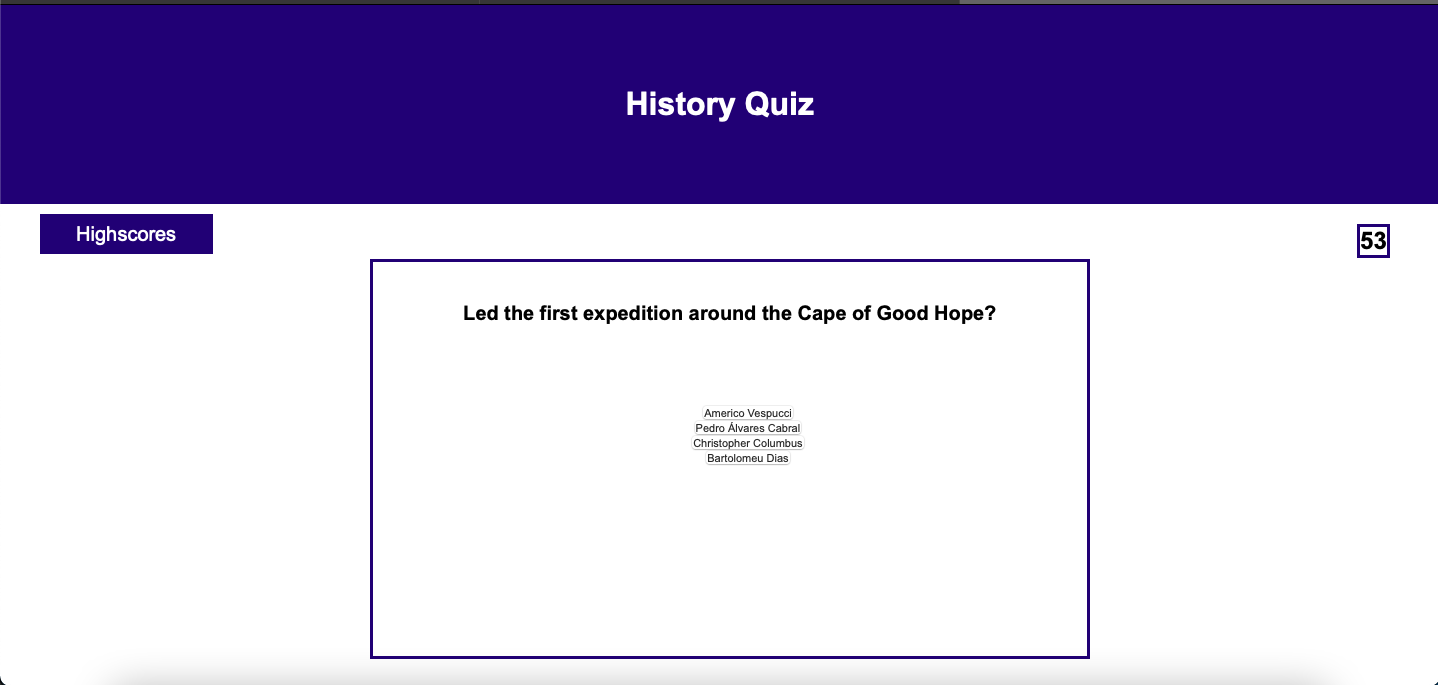 History Quiz
Highscores
53
Led the first expedition around the Cape of Good Hope?
Americo Vespucci
Pedro Álvares Cabral
Christopher Columbus
Bartolomeu Dias